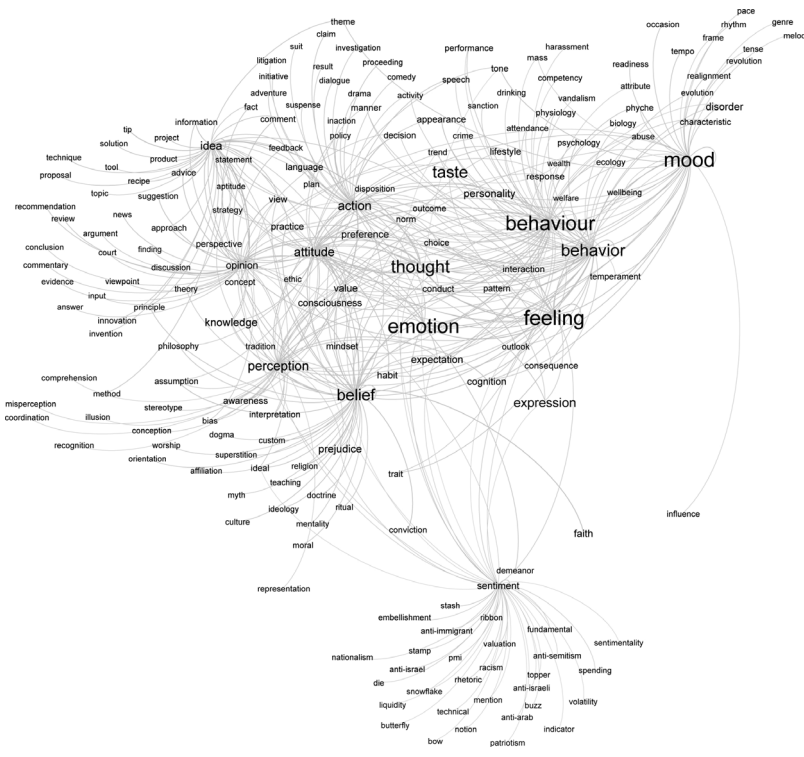 pace
occasion
rhythm
genre
theme
claim
frame
meloc
suit
investigation
performance
harassment
tempo
tense
litigation
mass
revolution
result
proceeding
tone
readiness
initiative
dialogue
comedy
speech
competency
realignment
adventure
drama
activity
drinking
attribute
evolution
fact
suspense
manner
sanction
vandalism
phyche
disorder
information
comment
inaction
appearance
physiology
biology
characteristic
tip
project
policy
decision
crime
attendance
abuse
solution
idea
feedback
psychology
technique
product
statement
language
trend
lifestyle
mood
tool
advice
wealth
ecology
proposal
recipe
aptitude
plan
disposition
taste
response
topic
suggestion
view
personality
welfare
wellbeing
recommendation
strategy
action
outcome
review
news
norm
behaviour
argument
approach
practice
preference
conclusion
court
finding
perspective
choice
behavior
commentary
discussion
opinion
attitude
thought
interaction
evidence
viewpoint
concept
ethic
temperament
input
theory
value
conduct
pattern
answer
principle
consciousness
innovation
knowledge
emotion
feeling
invention
philosophy
tradition
mindset
outlook
perception
expectation
consequence
comprehension
assumption
habit
cognition
method
belief
misperception
stereotype
awareness
expression
coordination
illusion
interpretation
conception
bias
recognition
worship
dogma
custom
prejudice
orientation
superstition
affiliation
ideal
religion
trait
teaching
myth
doctrine
ideology
ritual
influence
culture
mentality
conviction
faith
moral
demeanor
representation
sentiment
stash
embellishment
ribbon
anti-immigrant
fundamental
sentimentality
stamp
valuation
nationalism
pmi
anti-semitism
anti-israel
racism
spending
die
rhetoric
topper
snowflake
anti-israeli
liquidity
mention
buzz
volatility
technical
anti-arab
butterfly
notion
indicator
bow
patriotism